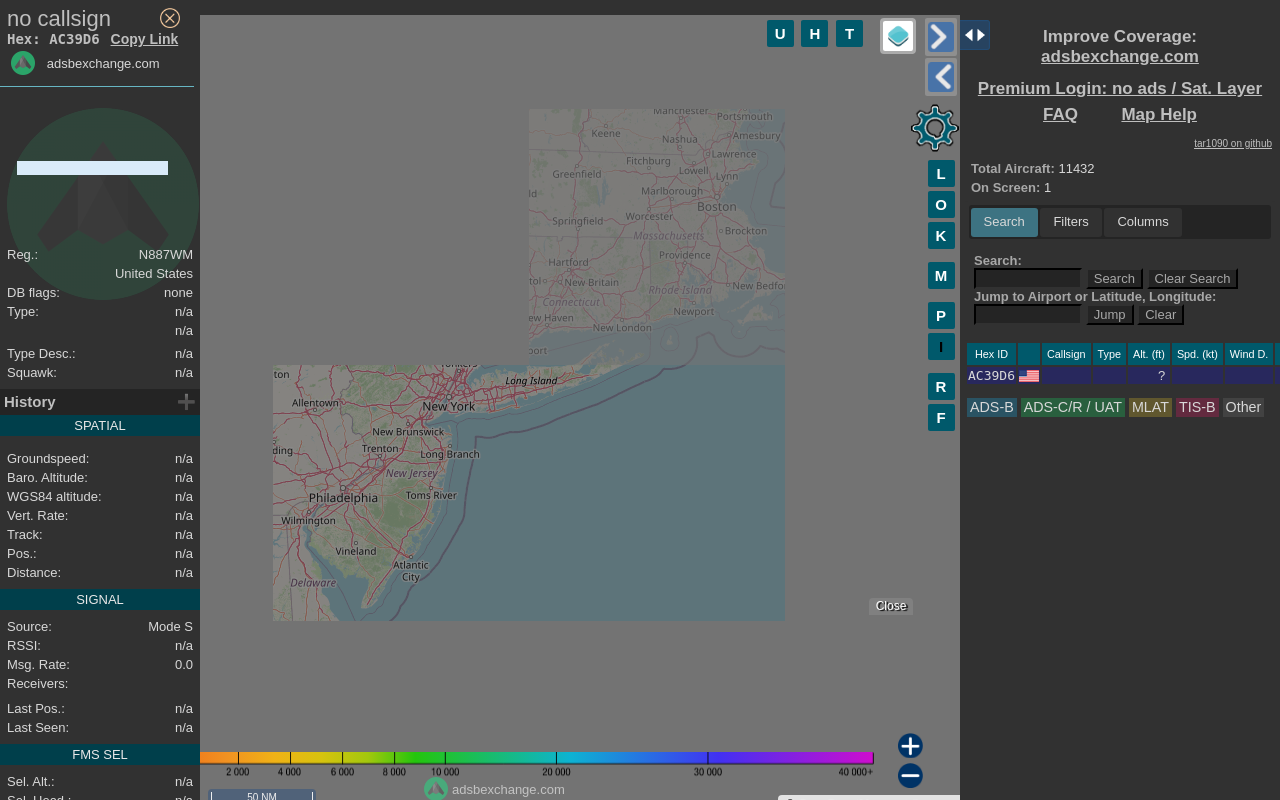 no callsign
Hex: AC39D6 Copy Link
adsbexchange.com
Reg.: N887WM
United States
DB flags: none
Type: n/a
n/a
Type Desc.: n/a
Squawk: n/a
History
SPATIAL
Groundspeed: n/a
Baro. Altitude: n/a
WGS84 altitude: n/a
Vert. Rate: n/a
Track: n/a
Pos.: n/a
Distance: n/a
SIGNAL
Source: Mode S
RSSI: n/a
Msg. Rate: 0.0
Receivers:
Last Pos.: n/a
Last Seen: n/a
FMS SEL
Sel. Alt.: n/a
Sel. Head.: n/a
U H T
L
O
K
M
P
I
R
F
Manchester
Portsmouth
Keene
Nashua
Amesbury
Fitchburg
Lawrence
Greenfield
Lowell
Lynn
Marlborough
Boston
Worcester
Springfield
Massachusetts
Brockton
Providence
Hartford
New Britain
Rhode Island
New Bedfo
Connecticut
Newport
ew Haven
New London
port
ton
Yonkers
Long Island
Allentown
New York
New Brunswick
Trenton
Long Branch
ding
New Jersey
Philadelphia
Toms River
Wilmington
Vineland
Atlantic
City
Delaware
Close
2 000 4 000 6 000 8 000 10 000 20 000 30 000 40 000+
adsbexchange.com
50 NM
Improve Coverage:
adsbexchange.com
Premium Login: no ads / Sat. Layer
FAQ Map Help
tar1090 on github
Total Aircraft: 11432
On Screen: 1
Search Filters Columns
Search:
Search Clear Search
Jump to Airport or Latitude, Longitude:
Jump Clear
Hex ID Callsign Type Alt. (ft) Spd. (kt) Wind D.
AC39D6 ?
ADS-B ADS-C/R / UAT MLAT TIS-B Other